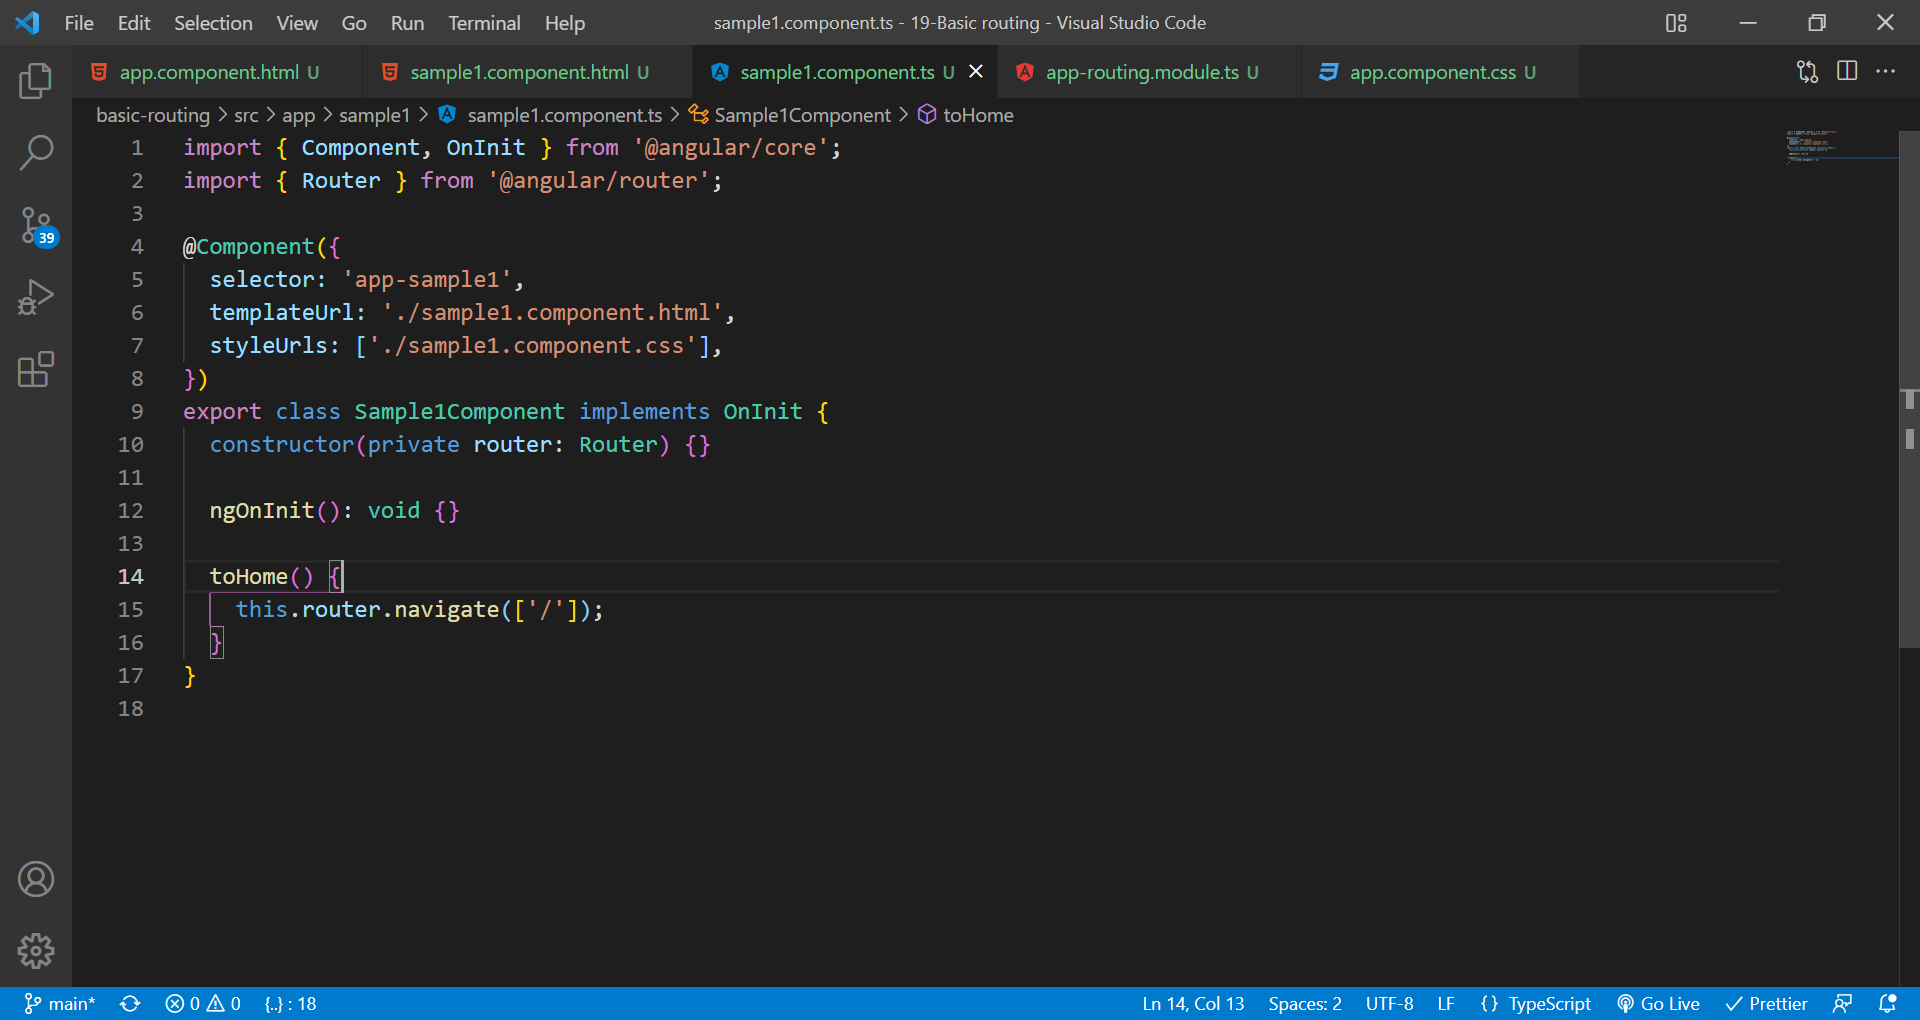 File Edit Selection View Go Run Terminal Help sample1.component.ts - 19-Basic routing - Visual Studio Code
app.component.html U sample1.component.html U sample1.component.ts U app-routing.module.ts U app.component.css U
basic-routing > src > app > sample1 > sample1.component.ts > Sample1Component > toHome
1 import { Component, OnInit } from '@angular/core';
2 import { Router } from '@angular/router';
3
4 @Component({
5   selector: 'app-sample1',
6   templateUrl: './sample1.component.html',
7   styleUrls: ['./sample1.component.css'],
8 })
9 export class Sample1Component implements OnInit {
10   constructor(private router: Router) {}
11
12   ngOnInit(): void {}
13
14   toHome() {
15     this.router.navigate(['/']);
16   }
17 }
18
39
main* 0 0 {..} : 18 Ln 14, Col 13 Spaces: 2 UTF-8 LF { } TypeScript Go Live Prettier